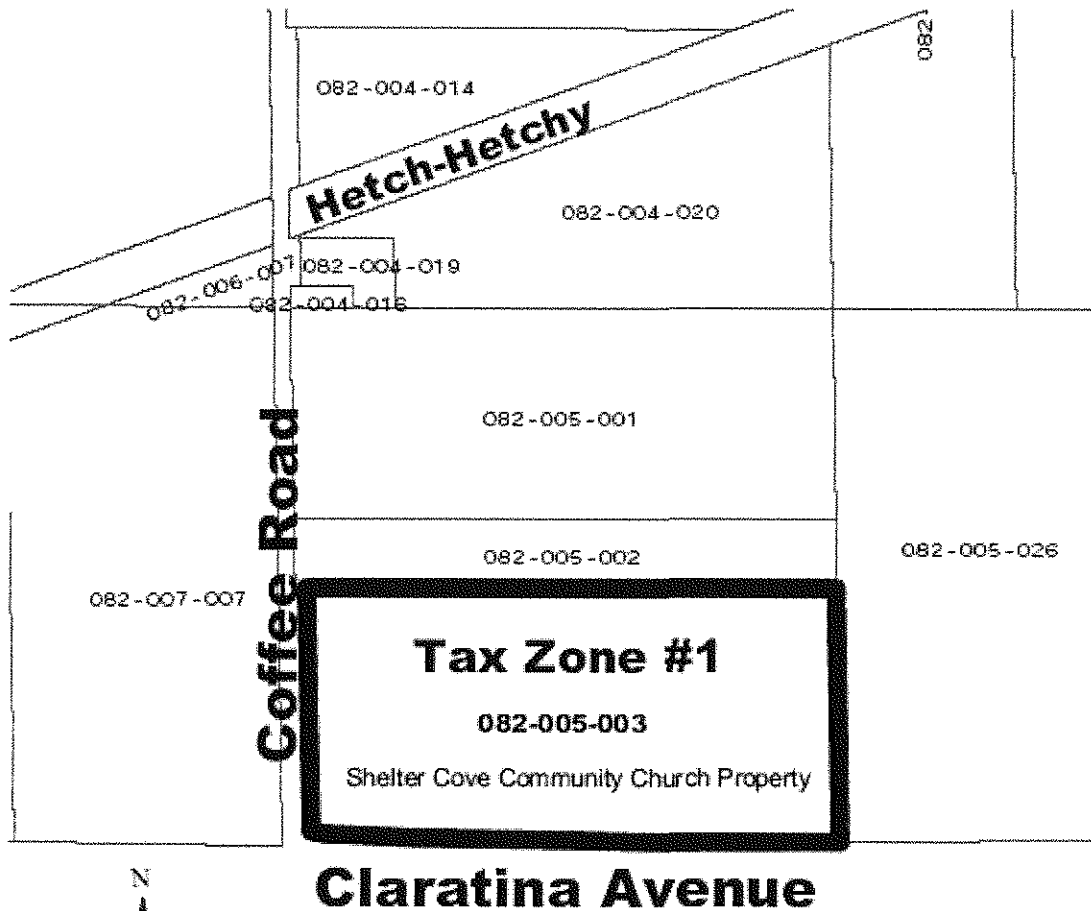 082
082-004-014
Hetch-Hetchy
082-004-020
082-006-007
082-004-019
082-004-018
082-005-001
Coffee Road
082-005-002
082-005-026
082-007-007
Tax Zone #1
082-005-003
Shelter Cove Community Church Property
N
Claratina Avenue